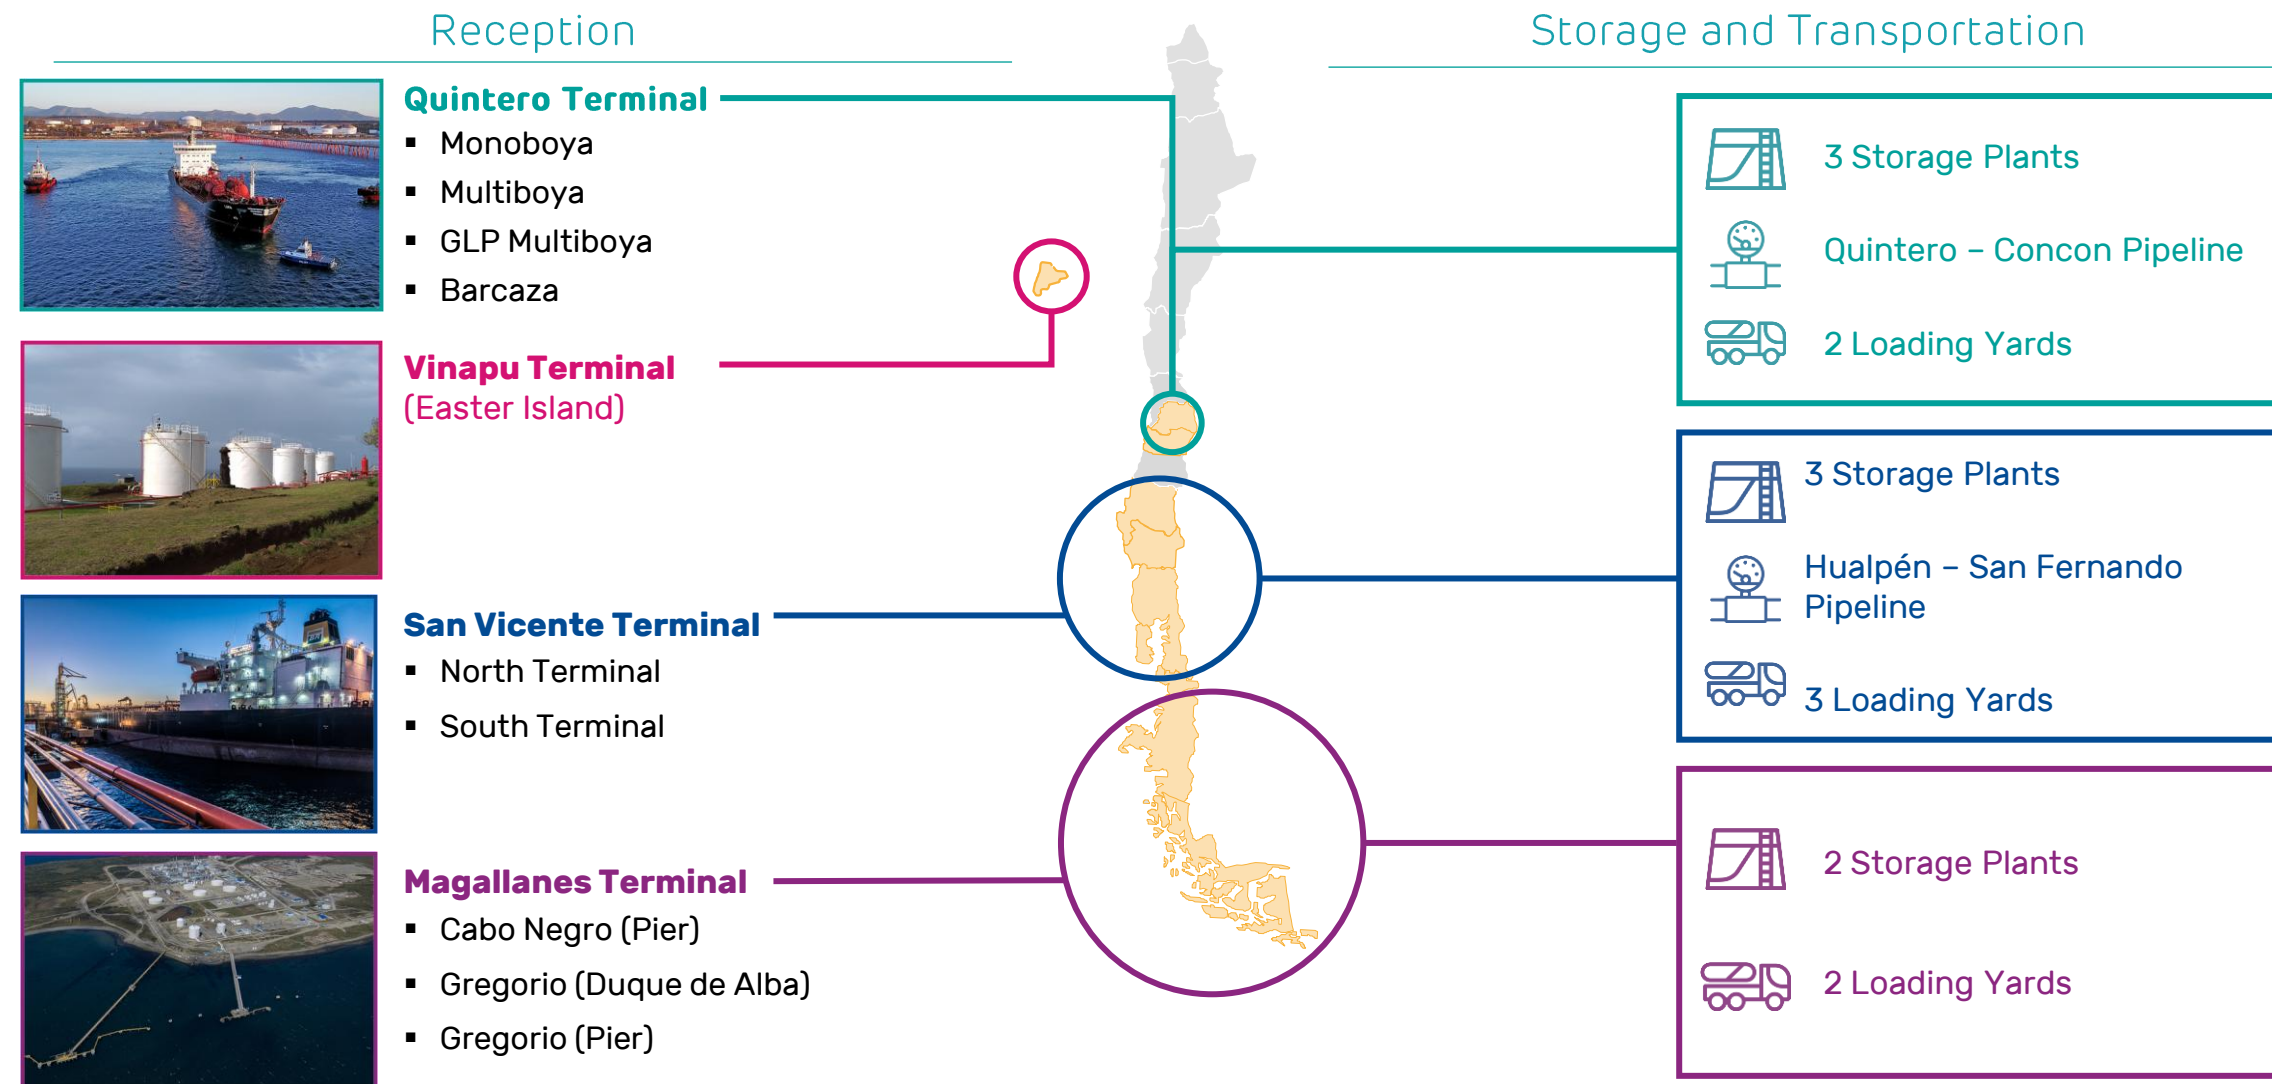 Reception
Storage and Transportation
Quintero Terminal
▪ Monoboya
▪ Multiboya
▪ GLP Multiboya
▪ Barcaza
Vinapu Terminal
(Easter Island)
San Vicente Terminal
▪ North Terminal
▪ South Terminal
Magallanes Terminal
▪ Cabo Negro (Pier)
▪ Gregorio (Duque de Alba)
▪ Gregorio (Pier)
3 Storage Plants
Quintero – Concon Pipeline
2 Loading Yards
3 Storage Plants
Hualpén – San Fernando
Pipeline
3 Loading Yards
2 Storage Plants
2 Loading Yards